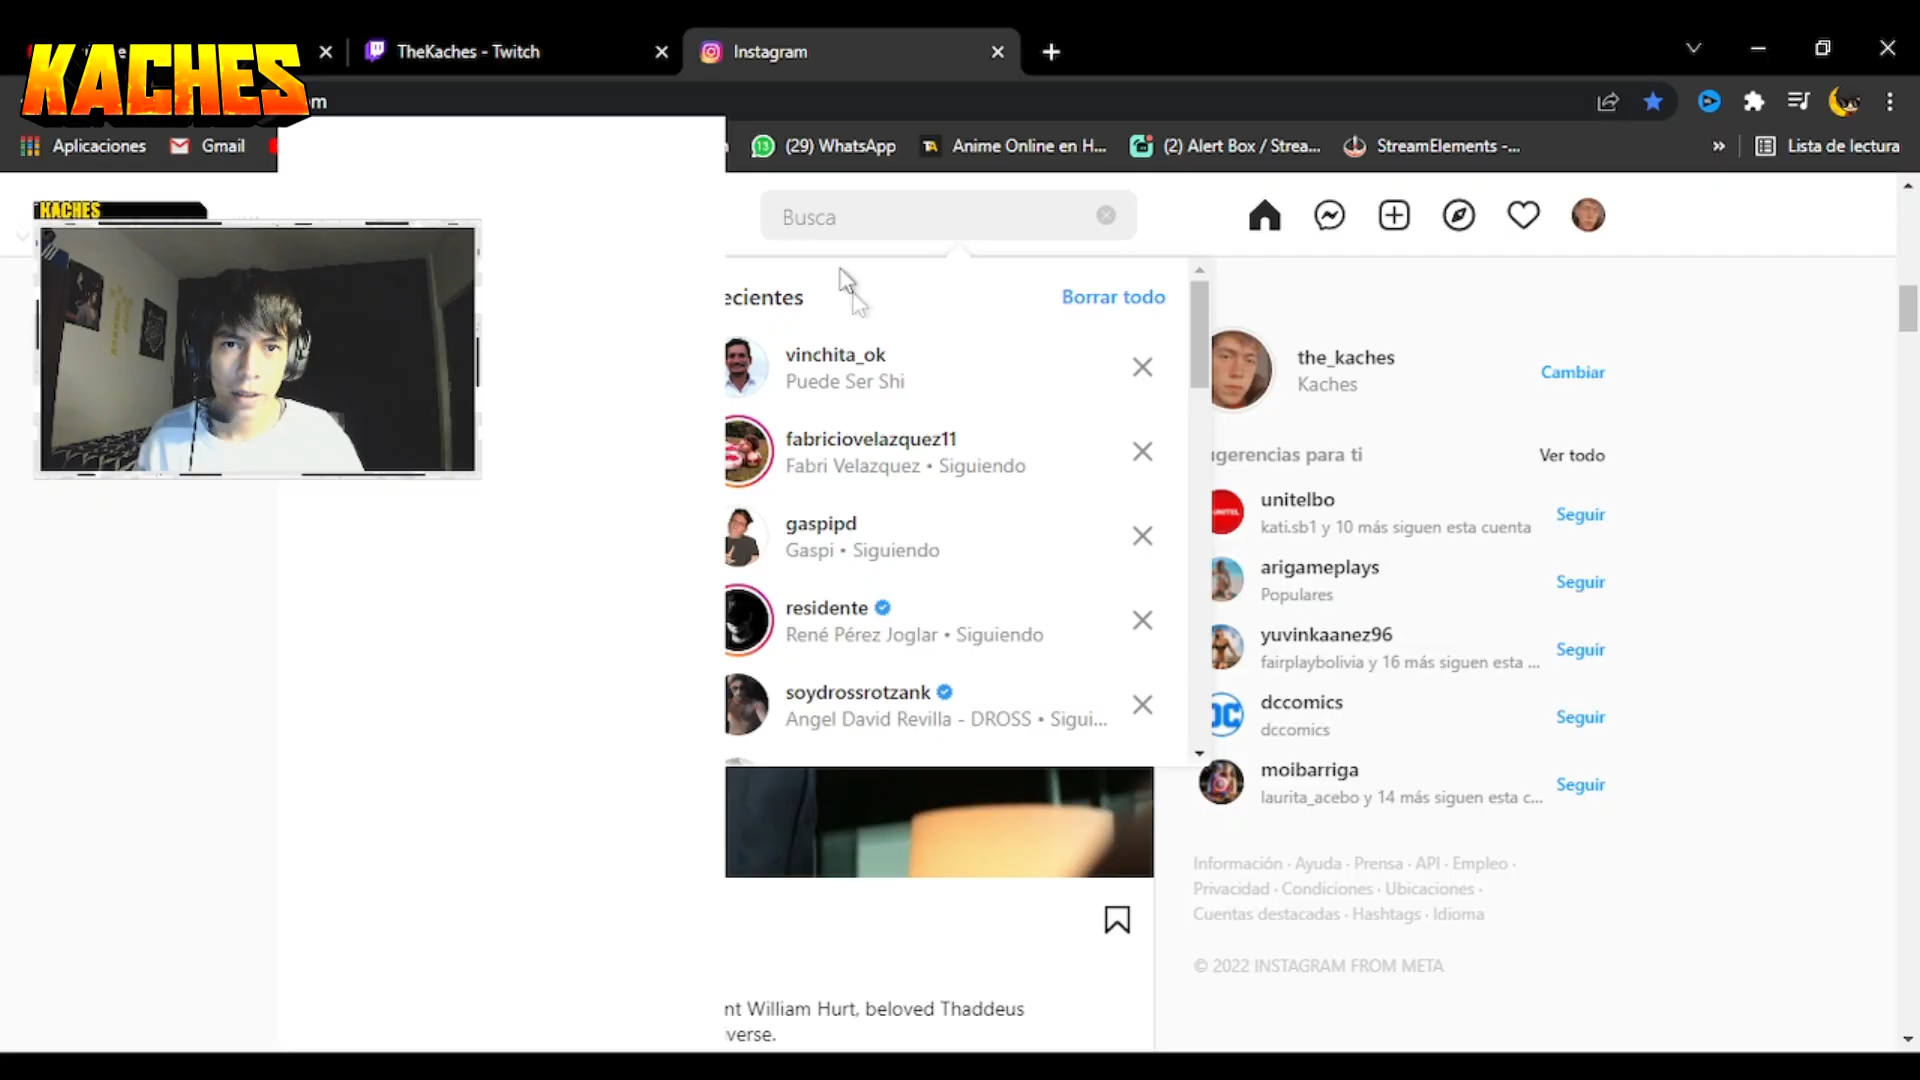 KACHES
TheKaches - Twitch
Instagram
Aplicaciones
Gmail
13
(29) WhatsApp
TA
Anime Online en H...
(2) Alert Box / Strea...
StreamElements -...
»
Lista de lectura
KACHES
Busca
ecientes
Borrar todo
vinchita_ok
Puede Ser Shi
fabriciovelazquez11
Fabri Velazquez • Siguiendo
gaspipd
Gaspi • Siguiendo
residente
René Pérez Joglar • Siguiendo
soydrossrotzank
Angel David Revilla - DROSS • Sigui...
the_kaches
Kaches
Cambiar
ugerencias para ti
Ver todo
unitelbo
kati.sb1 y 10 más siguen esta cuenta
Seguir
arigameplays
Populares
Seguir
yuvinkaanez96
fairplaybolivia y 16 más siguen esta ...
Seguir
dccomics
dccomics
Seguir
moibarriga
laurita_acebo y 14 más siguen esta c...
Seguir
Información · Ayuda · Prensa · API · Empleo ·
Privacidad · Condiciones · Ubicaciones ·
Cuentas destacadas · Hashtags · Idioma
© 2022 INSTAGRAM FROM META
nt William Hurt, beloved Thaddeus
verse.